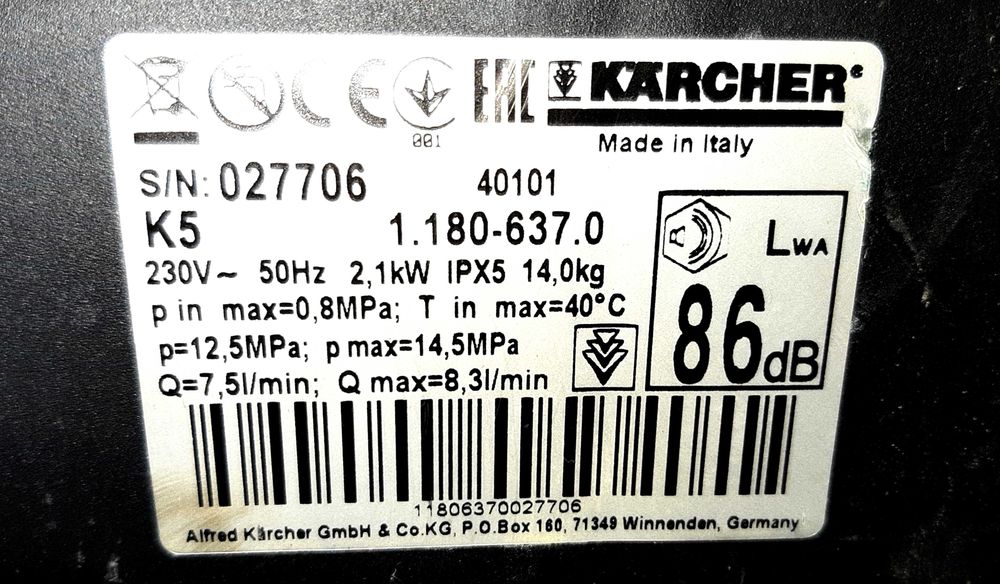 CE EAC KÄRCHER®
001
Made in Italy
S/N: 027706 40101
K5 1.180-637.0
230V~ 50Hz 2,1kW IPX5 14,0kg
p in max=0,8MPa; T in max=40°C
p=12,5MPa; p max=14,5MPa
Q=7,5l/min; Q max=8,3l/min
LWA
86dB
11806370027706
Alfred Kärcher GmbH & Co.KG, P.O.Box 160, 71349 Winnenden, Germany